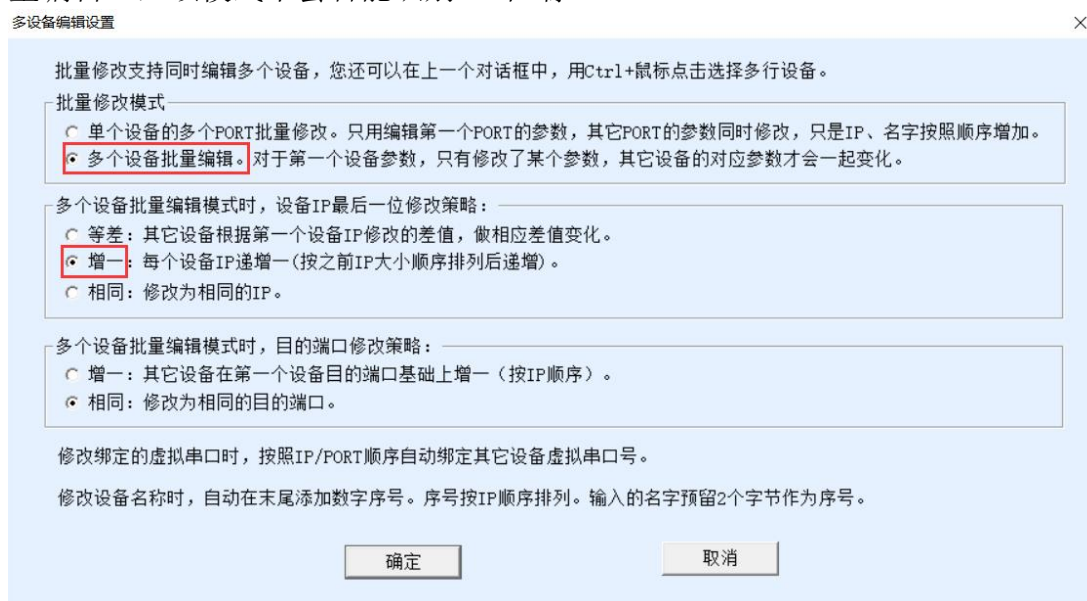 多设备编辑设置
批量修改支持同时编辑多个设备，您还可以在上一个对话框中，用Ctrl+鼠标点击选择多行设备。
批量修改模式
单个设备的多个PORT批量修改。只用编辑第一个PORT的参数，其它PORT的参数同时修改，只是IP、名字按照顺序增加。
多个设备批量编辑。对于第一个设备参数，只有修改了某个参数，其它设备的对应参数才会一起变化。
多个设备批量编辑模式时，设备IP最后一位修改策略：
等差：其它设备根据第一个设备IP修改的差值，做相应差值变化。
增一：每个设备IP递增一(按之前IP大小顺序排列后递增)。
相同：修改为相同的IP。
多个设备批量编辑模式时，目的端口修改策略：
增一：其它设备在第一个设备目的端口基础上增一（按IP顺序）。
相同：修改为相同的目的端口。
修改绑定的虚拟串口时，按照IP/PORT顺序自动绑定其它设备虚拟串口号。
修改设备名称时，自动在末尾添加数字序号。序号按IP顺序排列。输入的名字预留2个字节作为序号。
确定
取消